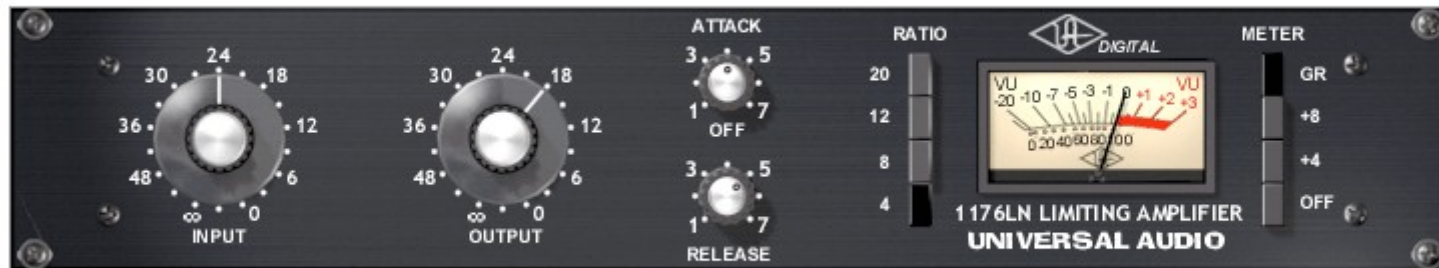 ATTACK
RATIO
DIGITAL
METER
24
30
18
36
12
48
6
∞
0
INPUT
24
30
18
36
12
48
6
∞
0
OUTPUT
3
5
1
7
OFF
3
5
1
7
RELEASE
20
12
8
4
VU
VU
-20 -10 -7 -5 -3 -1 0 +1 +2 +3
0 20 40 60 80 100
1176LN LIMITING AMPLIFIER
UNIVERSAL AUDIO
GR
+8
+4
OFF